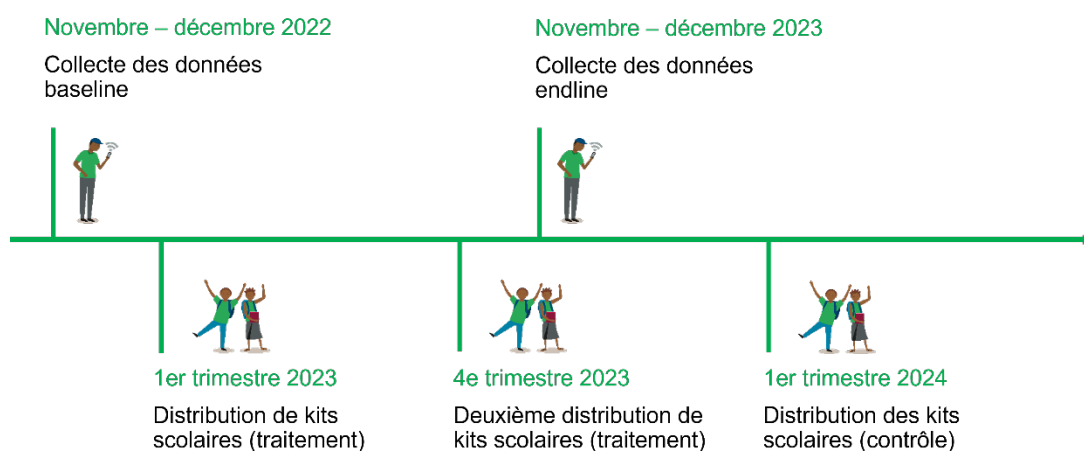 Novembre – décembre 2022
Collecte des données
baseline
Novembre – décembre 2023
Collecte des données
endline
1er trimestre 2023
Distribution de kits
scolaires (traitement)
4e trimestre 2023
Deuxième distribution de
kits scolaires (traitement)
1er trimestre 2024
Distribution des kits
scolaires (contrôle)